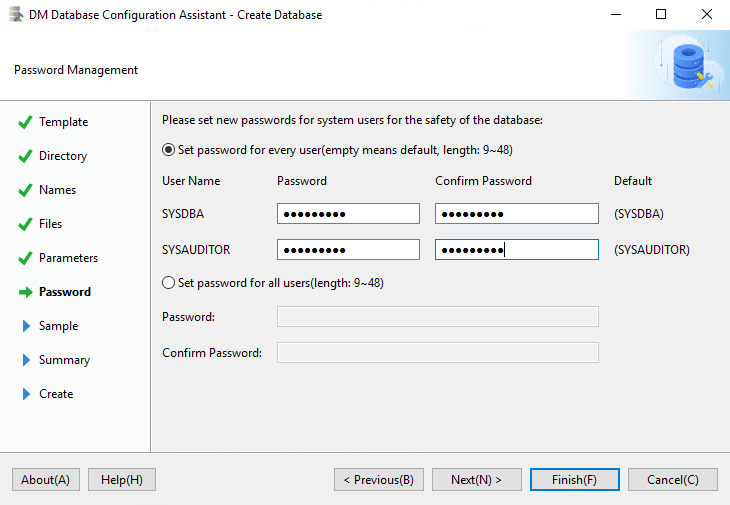 DM Database Configuration Assistant - Create Database
Password Management
Template
Directory
Names
Files
Parameters
Password
Sample
Summary
Create
Please set new passwords for system users for the safety of the database:
Set password for every user(empty means default, length: 9~48)
User Name Password Confirm Password Default
SYSDBA ●●●●●●●●● ●●●●●●●●● (SYSDBA)
SYSAUDITOR ●●●●●●●●● ●●●●●●●●● (SYSAUDITOR)
Set password for all users(length: 9~48)
Password:
Confirm Password:
About(A) Help(H) < Previous(B) Next(N) > Finish(F) Cancel(C)